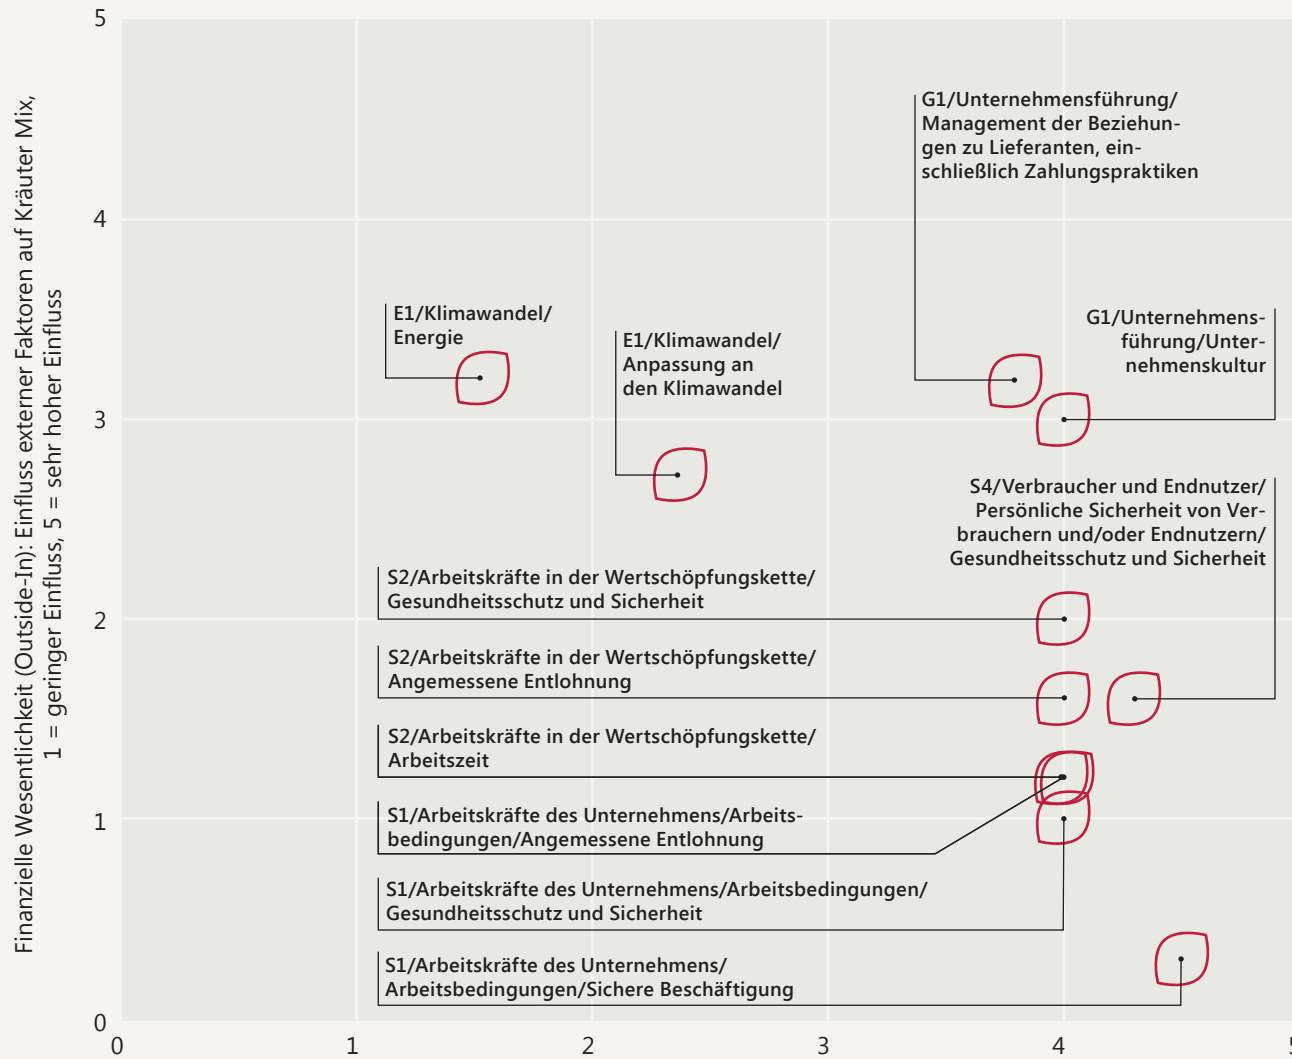 Finanzielle Wesentlichkeit (Outside-In): Einfluss externer Faktoren auf Kräuter Mix,
1 = geringer Einfluss, 5 = sehr hoher Einfluss
5
4
3
2
1
0
G1/Unternehmensführung/
Management der Beziehun-
gen zu Lieferanten, ein-
schließlich Zahlungspraktiken
E1/Klimawandel/
Energie
E1/Klimawandel/
Anpassung an
den Klimawandel
G1/Unternehmens-
führung/Unter-
nehmenskultur
S4/Verbraucher und Endnutzer/
Persönliche Sicherheit von Ver-
brauchern und/oder Endnutzern/
Gesundheitsschutz und Sicherheit
S2/Arbeitskräfte in der Wertschöpfungskette/
Gesundheitsschutz und Sicherheit
S2/Arbeitskräfte in der Wertschöpfungskette/
Angemessene Entlohnung
S2/Arbeitskräfte in der Wertschöpfungskette/
Arbeitszeit
S1/Arbeitskräfte des Unternehmens/Arbeits-
bedingungen/Angemessene Entlohnung
S1/Arbeitskräfte des Unternehmens/Arbeitsbedingungen/
Gesundheitsschutz und Sicherheit
S1/Arbeitskräfte des Unternehmens/
Arbeitsbedingungen/Sichere Beschäftigung
0 1 2 3 4